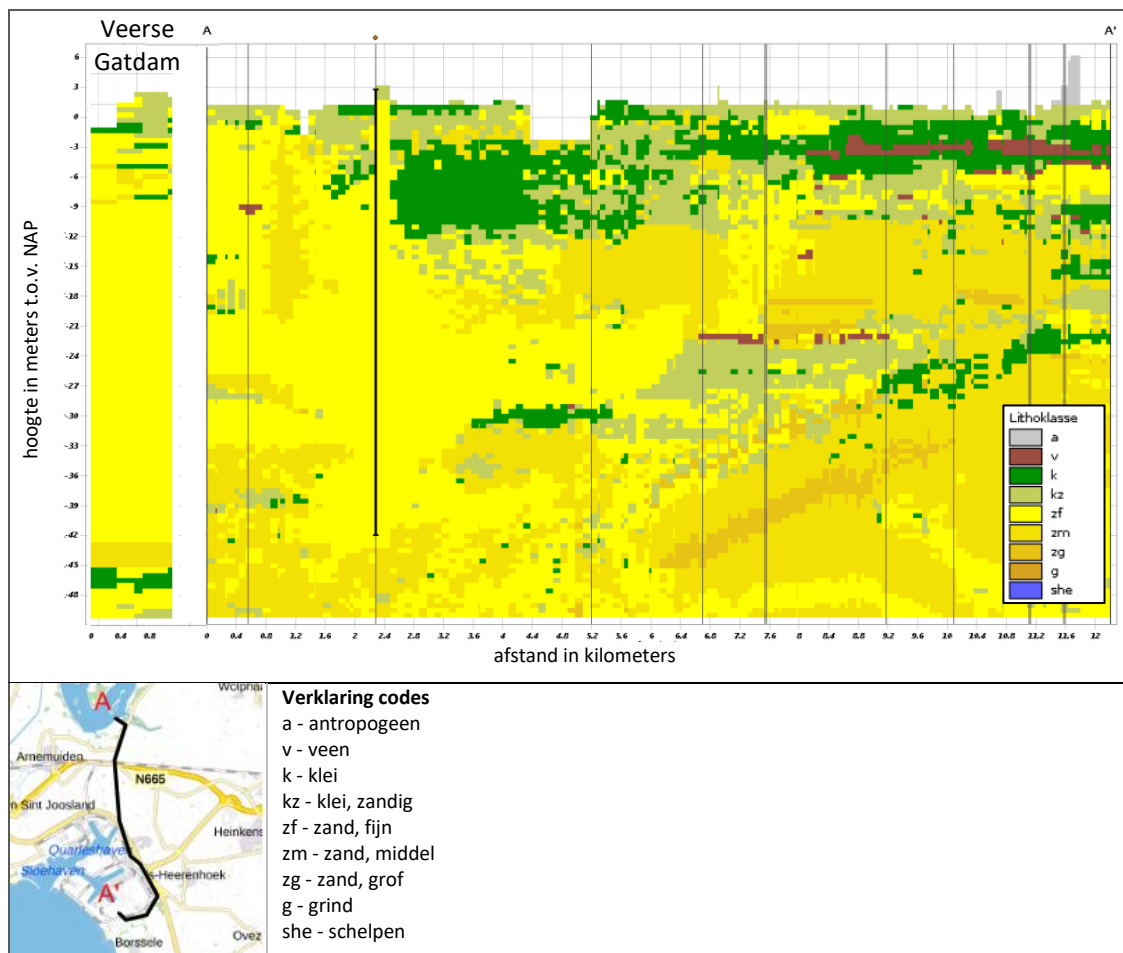 Veerse
Gatdam
A
A'
hoogte in meters t.o.v. NAP
6
3
0
-3
-6
-9
-12
-15
-18
-21
-24
-27
-30
-33
-36
-39
-42
-45
-48
0 0.4 0.8
0 0.4 0.8 1.2 1.6 2 2.4 2.8 3.2 3.6 4 4.4 4.8 5.2 5.6 6 6.4 6.8 7.2 7.6 8 8.4 8.8 9.2 9.6 10 10.4 10.8 11.2 11.6 12
afstand in kilometers
Lithoklasse
a
v
k
kz
zf
zm
zg
g
she
A
Wolphaa
Arnemuiden
N665
n Sint Joosland
Heinkens
Quarleshaven
Sloehaven
's-Heerenhoek
A'
Borssele
Ovez
Verklaring codes
a - antropogeen
v - veen
k - klei
kz - klei, zandig
zf - zand, fijn
zm - zand, middel
zg - zand, grof
g - grind
she - schelpen